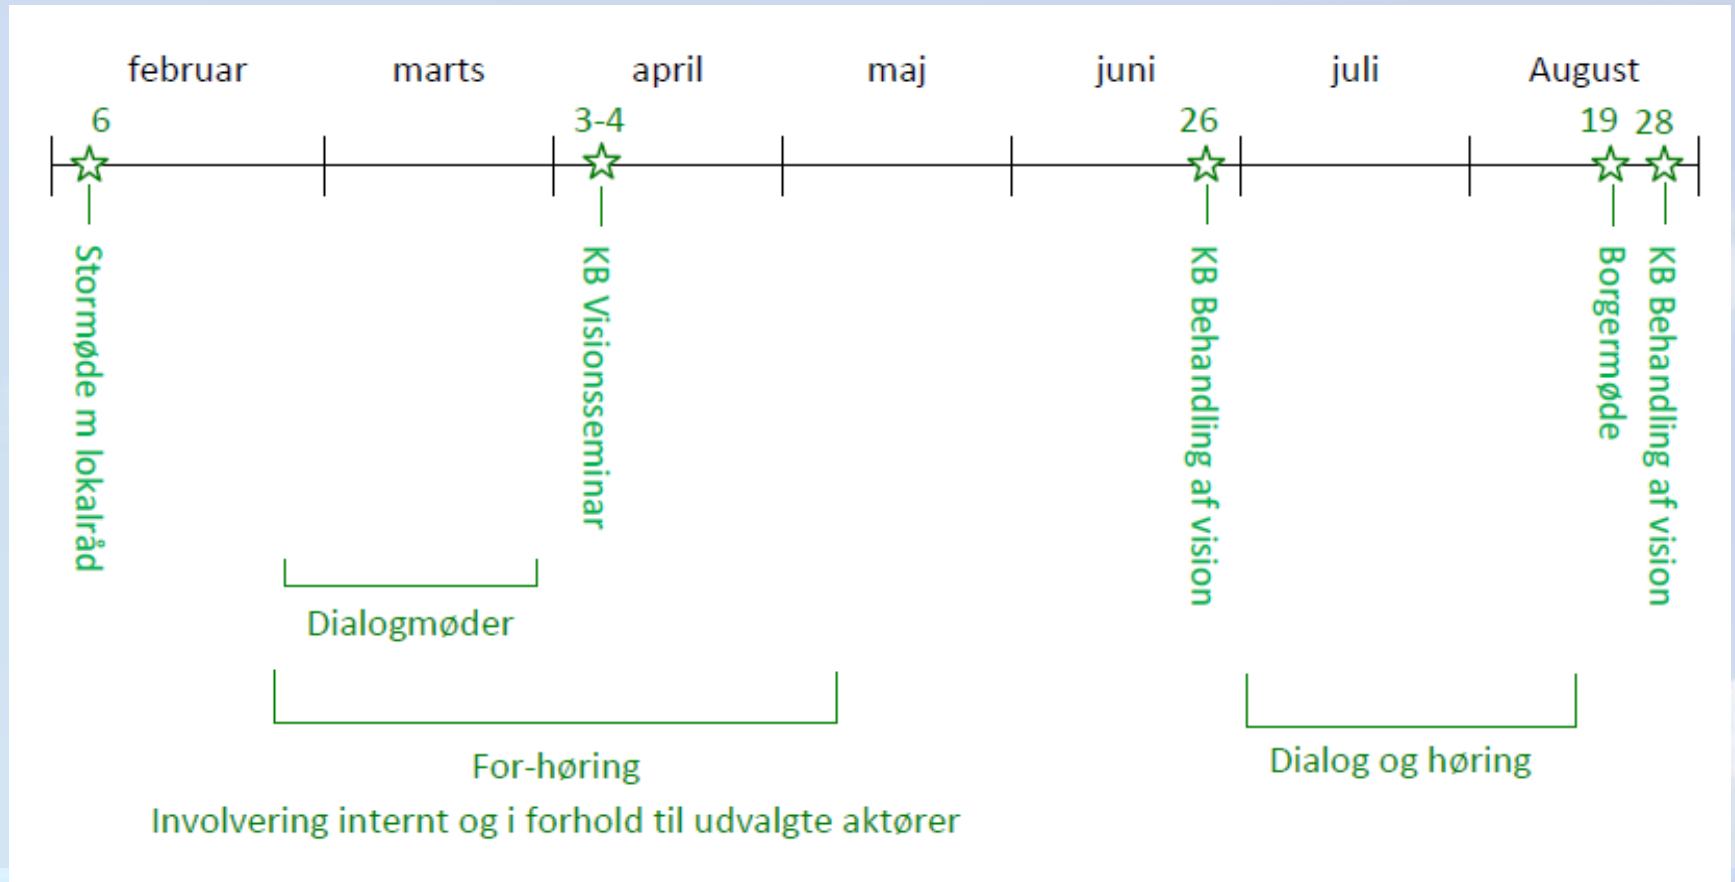 februar marts april maj juni juli August
6 3-4 26 19 28
Stormøde m lokalråd
KB Visionsseminar
KB Behandling af vision
Borgermøde
KB Behandling af vision
Dialogmøder
For-høring
Involvering internt og i forhold til udvalgte aktører
Dialog og høring